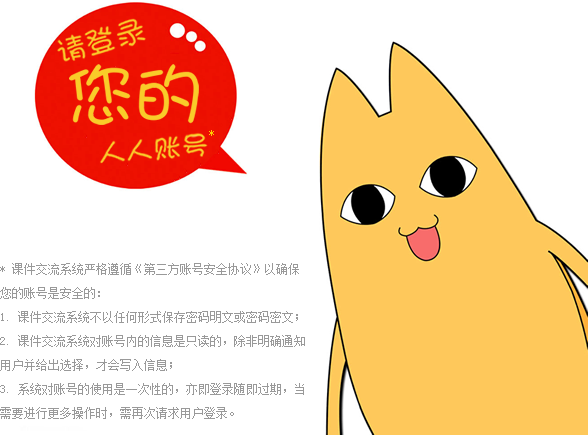 请登录
您的
人人账号*
* 课件交流系统严格遵循《第三方账号安全协议》以确保
您的账号是安全的：
1. 课件交流系统不以任何形式保存密码明文或密码密文；
2. 课件交流系统对账号内的信息是只读的，除非明确通知
用户并给出选择，才会写入信息；
3. 系统对账号的使用是一次性的，亦即登录随即过期，当
需要进行更多操作时，需再次请求用户登录。